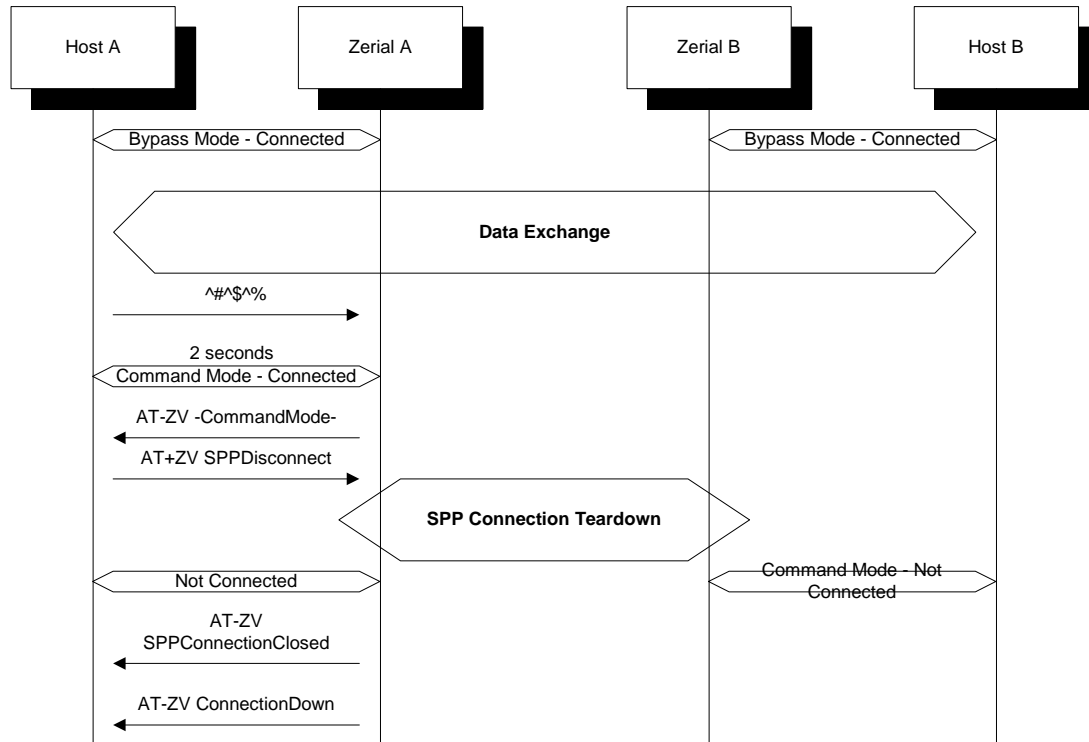 Host A
Zerial A
Zerial B
Host B
Bypass Mode - Connected
Bypass Mode - Connected
Data Exchange
^#^$^%
2 seconds
Command Mode - Connected
AT-ZV -CommandMode-
AT+ZV SPPDisconnect
SPP Connection Teardown
Not Connected
Command Mode - Not
Connected
AT-ZV
SPPConnectionClosed
AT-ZV ConnectionDown